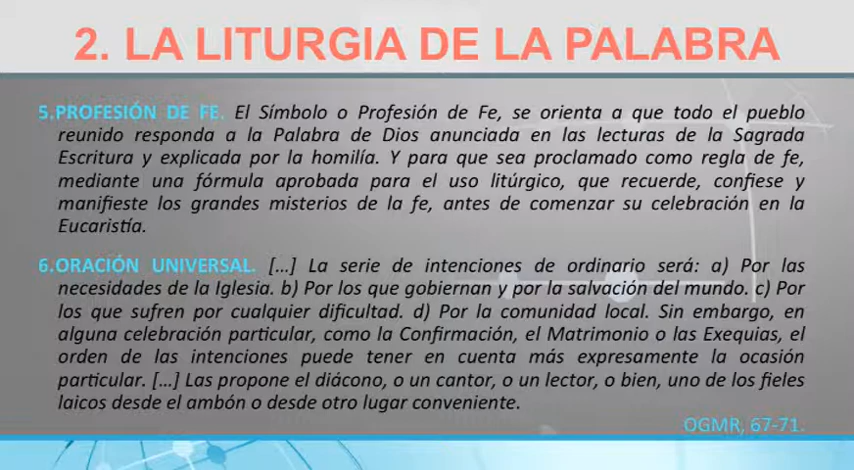 2. LA LITURGIA DE LA PALABRA
5.PROFESIÓN DE FE. El Símbolo o Profesión de Fe, se orienta a que todo el pueblo
reunido responda a la Palabra de Dios anunciada en las lecturas de la Sagrada
Escritura y explicada por la homilía. Y para que sea proclamado como regla de fe,
mediante una fórmula aprobada para el uso litúrgico, que recuerde, confiese y
manifieste los grandes misterios de la fe, antes de comenzar su celebración en la
Eucaristía.
6.ORACIÓN UNIVERSAL. [...] La serie de intenciones de ordinario será: a) Por las
necesidades de la Iglesia. b) Por los que gobiernan y por la salvación del mundo. c) Por
los que sufren por cualquier dificultad. d) Por la comunidad local. Sin embargo, en
alguna celebración particular, como la Confirmación, el Matrimonio o las Exequias, el
orden de las intenciones puede tener en cuenta más expresamente la ocasión
particular. [...] Las propone el diácono, o un cantor, o un lector, o bien, uno de los fieles
laicos desde el ambón o desde otro lugar conveniente.
OGMR, 67-71.